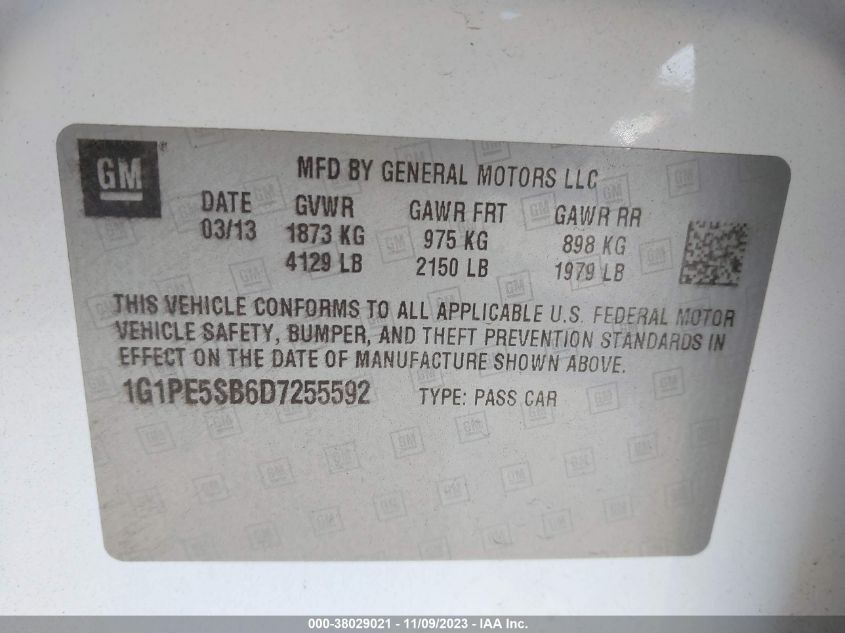 GM
MFD BY GENERAL MOTORS LLC
DATE GVWR GAWR FRT GAWR RR
03/13 1873 KG 975 KG 898 KG
4129 LB 2150 LB 1979 LB
THIS VEHICLE CONFORMS TO ALL APPLICABLE U.S. FEDERAL MOTOR
VEHICLE SAFETY, BUMPER, AND THEFT PREVENTION STANDARDS IN
EFFECT ON THE DATE OF MANUFACTURE SHOWN ABOVE.
1G1PE5SB6D7255592 TYPE: PASS CAR
000-38029021 - 11/09/2023 - IAA Inc.